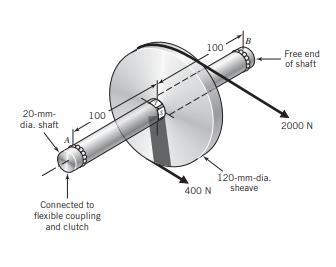 B
100
Free end
of shaft
20-mm-
dia. shaft
100
A
2000 N
120-mm-dia.
sheave
400 N
Connected to
flexible coupling
and clutch